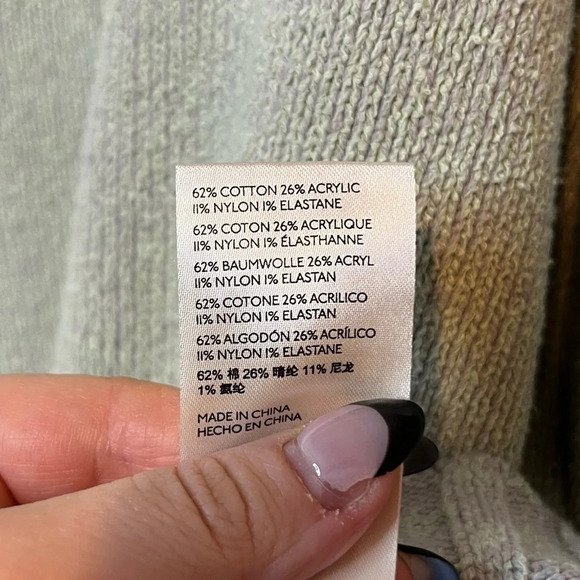 62% COTTON 26% ACRYLIC
11% NYLON 1% ELASTANE
62% COTON 26% ACRYLIQUE
11% NYLON 1% ÉLASTHANNE
62% BAUMWOLLE 26% ACRYL
11% NYLON 1% ELASTAN
62% COTONE 26% ACRILICO
11% NYLON 1% ELASTAN
62% ALGODÓN 26% ACRÍLICO
11% NYLON 1% ELASTANE
62% 棉 26% 晴纶 11% 尼龙
1% 氨纶
MADE IN CHINA
HECHO EN CHINA